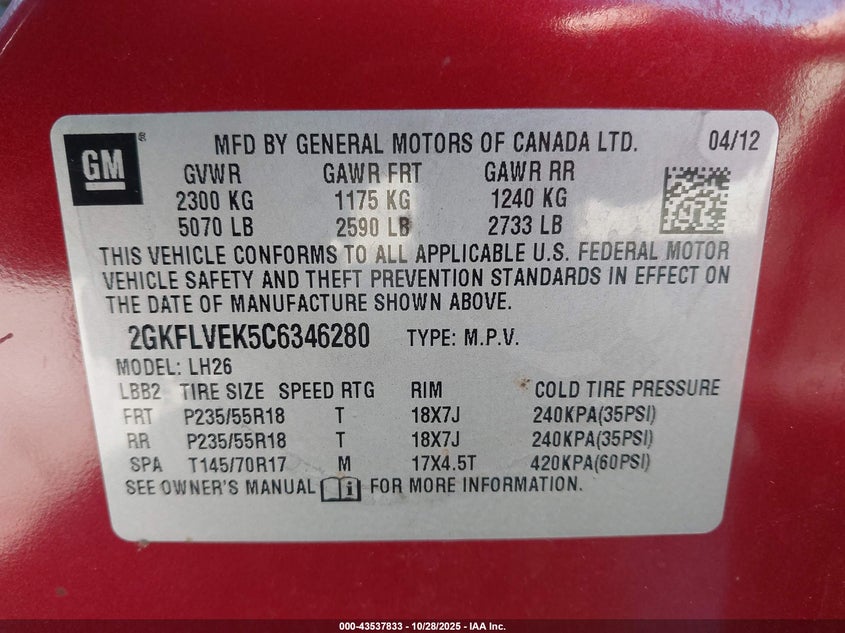 GM ® MFD BY GENERAL MOTORS OF CANADA LTD. 04/12
GVWR GAWR FRT GAWR RR
2300 KG 1175 KG 1240 KG
5070 LB 2590 LB 2733 LB
THIS VEHICLE CONFORMS TO ALL APPLICABLE U.S. FEDERAL MOTOR
VEHICLE SAFETY AND THEFT PREVENTION STANDARDS IN EFFECT ON
THE DATE OF MANUFACTURE SHOWN ABOVE.
2GKFLVEK5C6346280 TYPE: M.P.V.
MODEL: LH26
LBB2 TIRE SIZE SPEED RTG RIM COLD TIRE PRESSURE
FRT P235/55R18 T 18X7J 240KPA(35PSI)
RR P235/55R18 T 18X7J 240KPA(35PSI)
SPA T145/70R17 M 17X4.5T 420KPA(60PSI)
SEE OWNER'S MANUAL i FOR MORE INFORMATION.
000-43537833 - 10/28/2025 - IAA Inc.